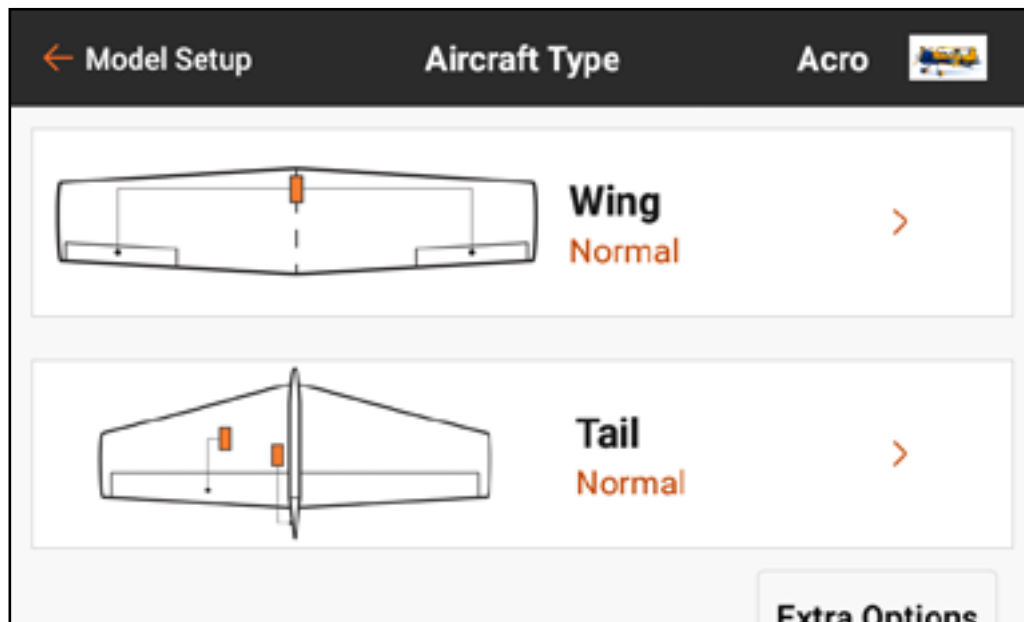 Model Setup
Aircraft Type
Acro
Wing
Normal
Tail
Normal
Extra Options